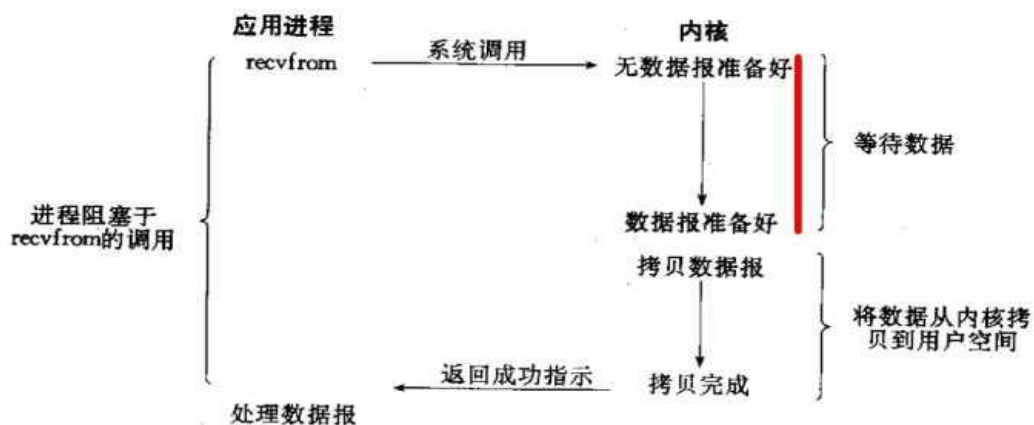 应用进程
内核
recvfrom
系统调用
无数据报准备好
等待数据
进程阻塞于
recvfrom的调用
数据报准备好
拷贝数据报
将数据从内核拷
贝到用户空间
返回成功指示
拷贝完成
处理数据报